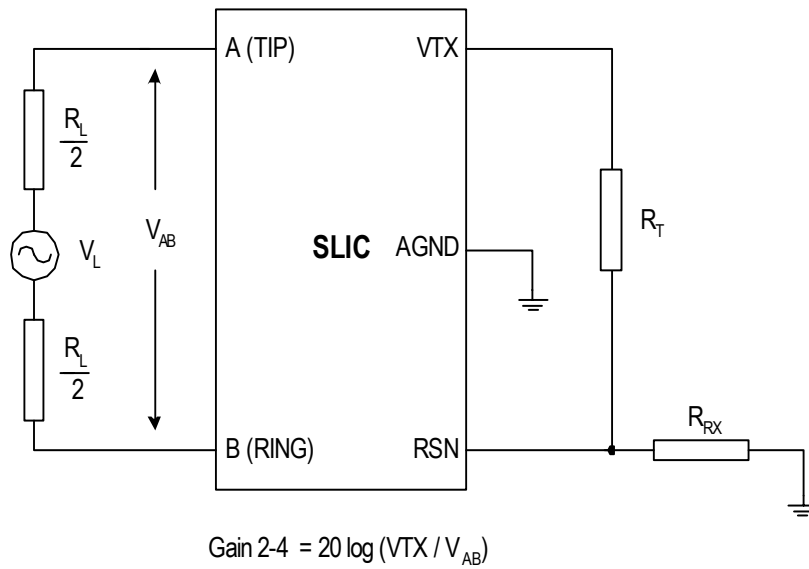 A (TIP) VTX
R_L
2
V_L
V_AB
SLIC AGND
R_T
R_L
2
R_RX
B (RING) RSN
Gain 2-4 = 20 log (VTX / V_AB)